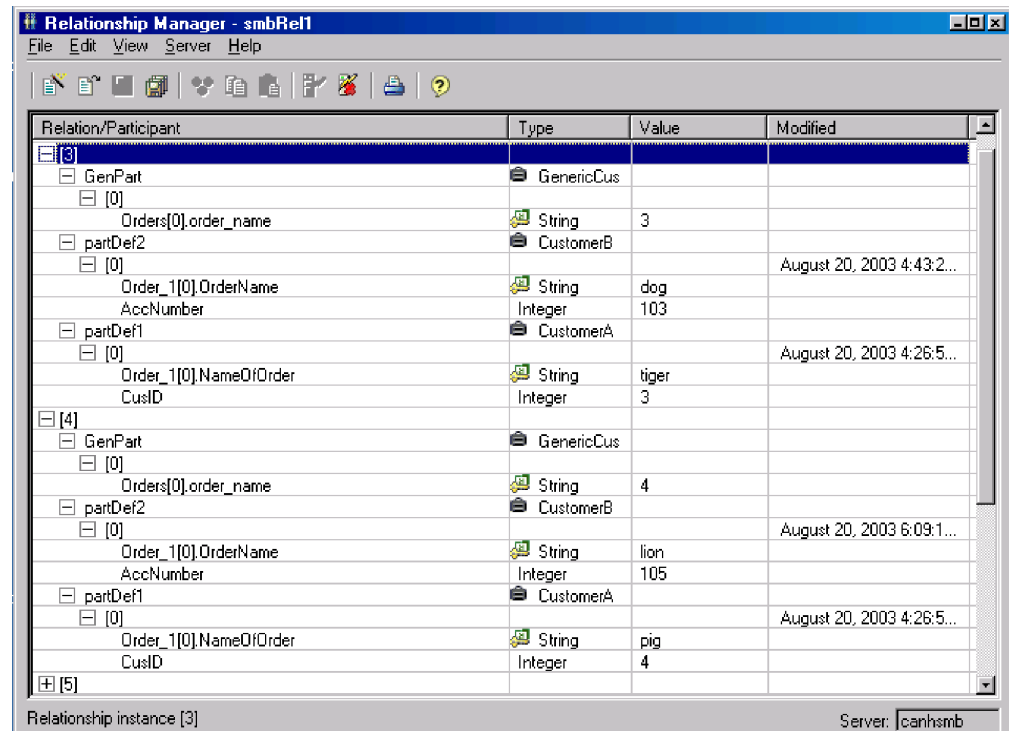 Relationship Manager - smbRel1
File Edit View Server Help
Relation/Participant Type Value Modified
[3]
GenPart GenericCus
[0]
Orders[0].order_name String 3
partDef2 CustomerB
[0] August 20, 2003 4:43:2...
Order_1[0].OrderName String dog
AccNumber Integer 103
partDef1 CustomerA
[0] August 20, 2003 4:26:5...
Order_1[0].NameOfOrder String tiger
CusID Integer 3
[4]
GenPart GenericCus
[0]
Orders[0].order_name String 4
partDef2 CustomerB
[0] August 20, 2003 6:09:1...
Order_1[0].OrderName String lion
AccNumber Integer 105
partDef1 CustomerA
[0] August 20, 2003 4:26:5...
Order_1[0].NameOfOrder String pig
CusID Integer 4
[5]
Relationship instance [3] Server: canhsmb